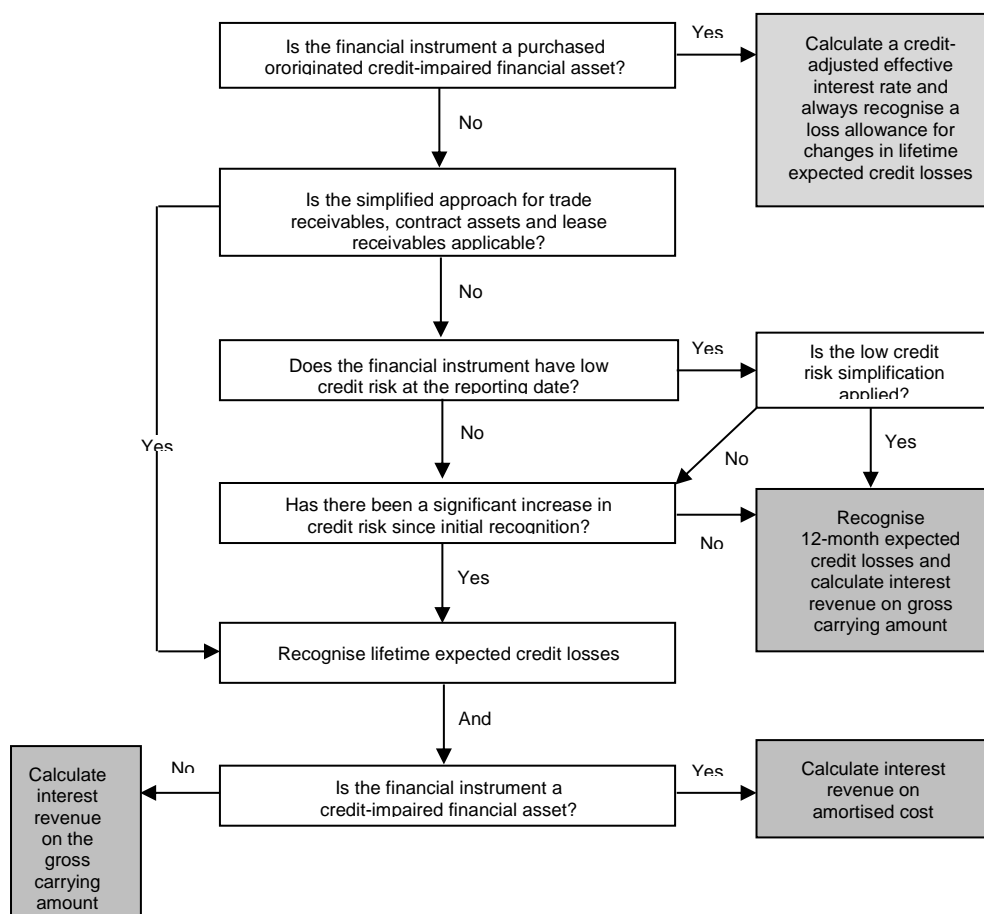 Is the financial instrument a purchased
ororiginated credit-impaired financial asset?
Yes
Calculate a credit-
adjusted effective
interest rate and
always recognise a
loss allowance for
changes in lifetime
expected credit losses
No
Is the simplified approach for trade
receivables, contract assets and lease
receivables applicable?
No
Does the financial instrument have low
credit risk at the reporting date?
Yes
Is the low credit
risk simplification
applied?
Yes
No
No
Yes
Has there been a significant increase in
credit risk since initial recognition?
No
Recognise
12-month expected
credit losses and
calculate interest
revenue on gross
carrying amount
Yes
Recognise lifetime expected credit losses
And
Is the financial instrument a
credit-impaired financial asset?
No
Calculate
interest
revenue
on the
gross
carrying
amount
Yes
Calculate interest
revenue on
amortised cost